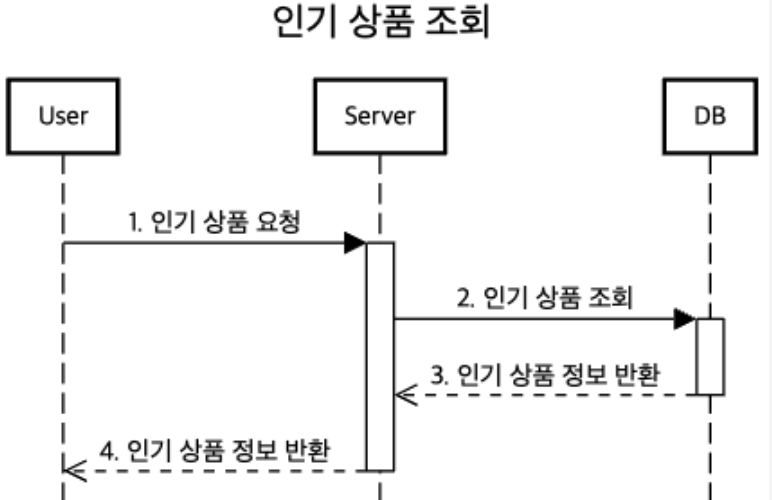 인기 상품 조회
User
Server
DB
1. 인기 상품 요청
2. 인기 상품 조회
3. 인기 상품 정보 반환
4. 인기 상품 정보 반환